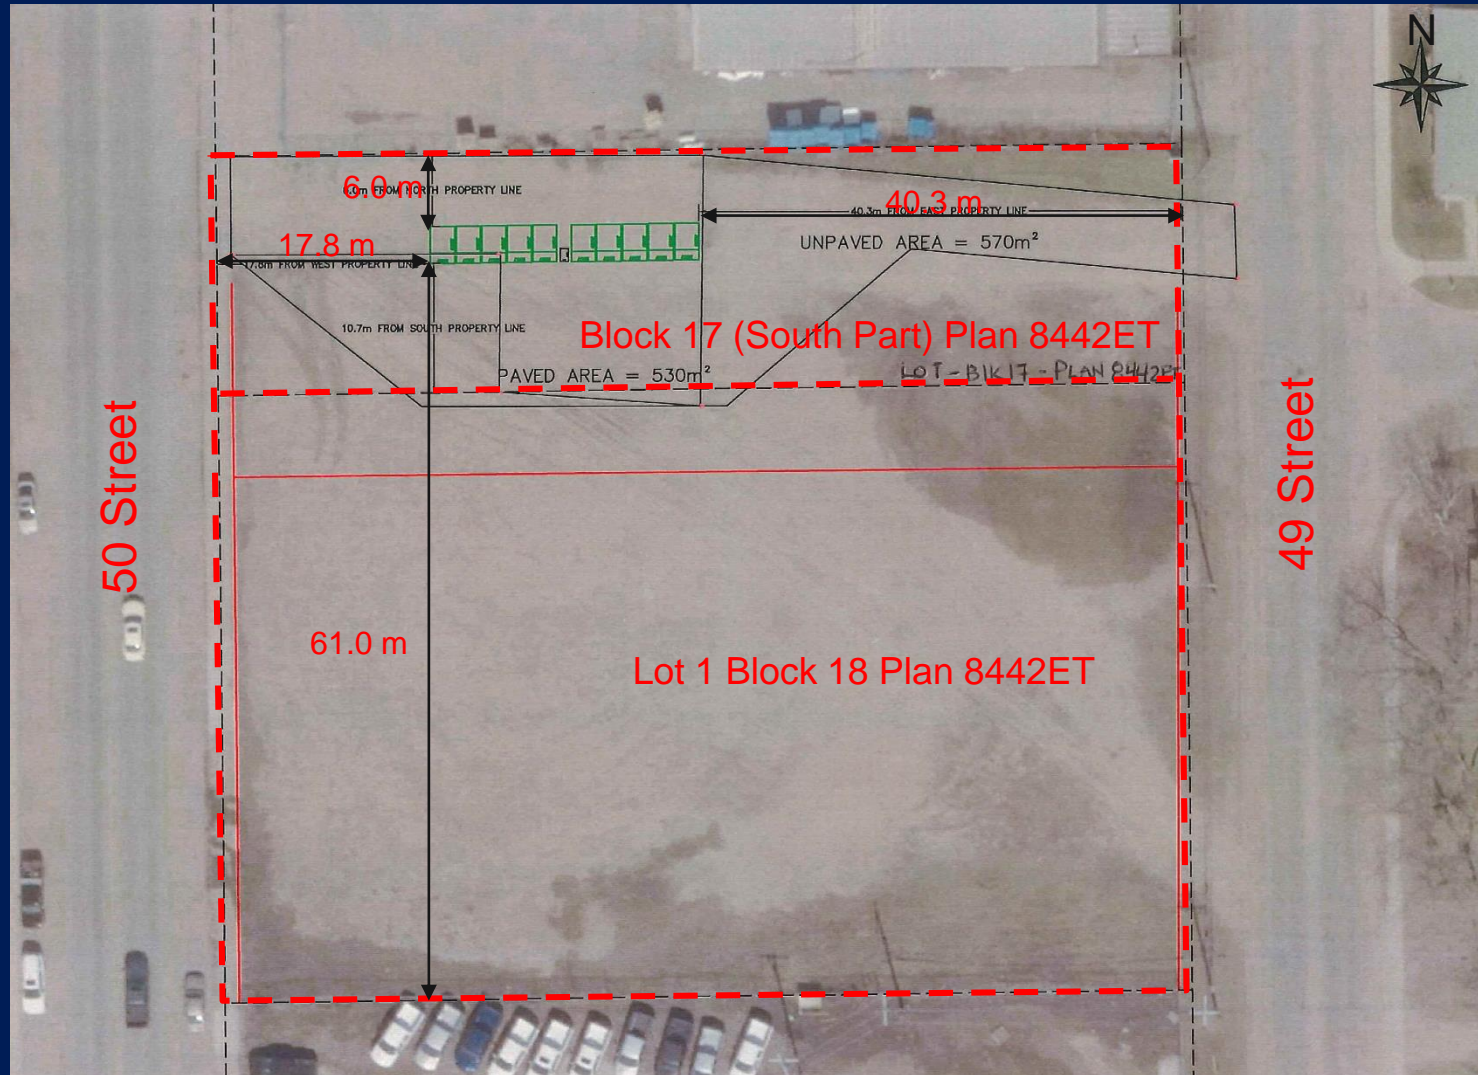 N
6.0 m
6.0m FROM NORTH PROPERTY LINE
40.3 m
40.3m FROM EAST PROPERTY LINE
UNPAVED AREA = 570m²
17.8 m
17.8m FROM WEST PROPERTY LINE
10.7m FROM SOUTH PROPERTY LINE
Block 17 (South Part) Plan 8442ET
PAVED AREA = 530m²
LOT - BLK 17 - PLAN 8442ET
50 Street
49 Street
61.0 m
Lot 1 Block 18 Plan 8442ET